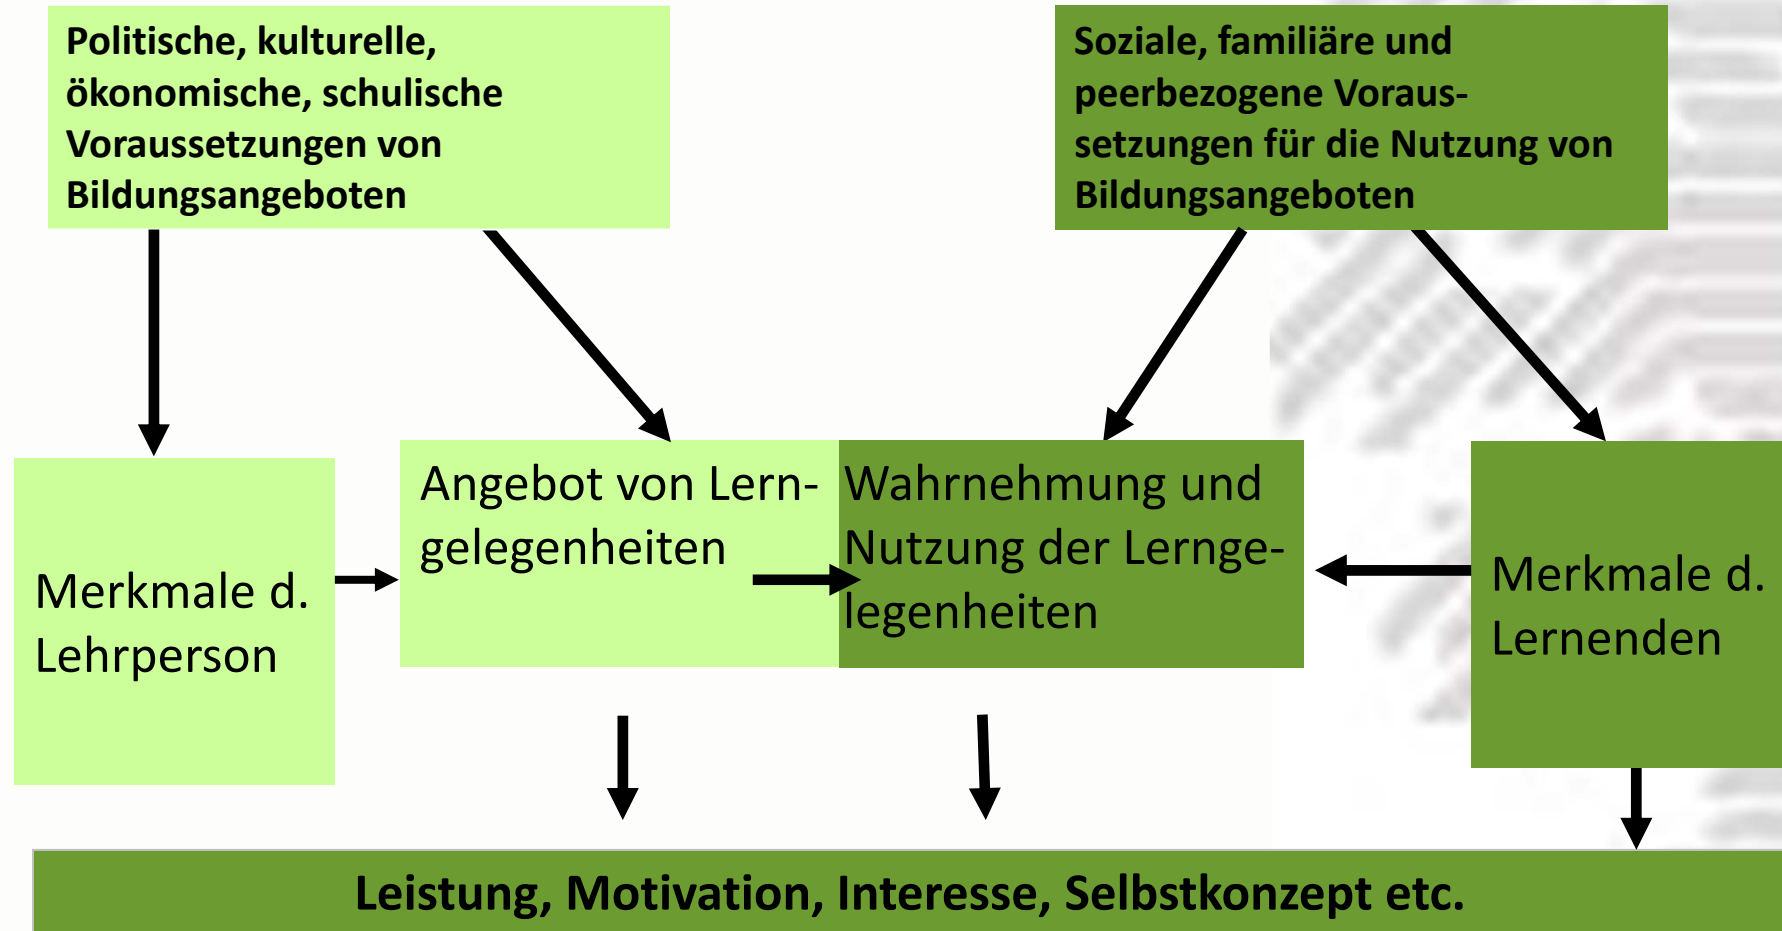 Politische, kulturelle,
ökonomische, schulische
Voraussetzungen von
Bildungsangeboten
Soziale, familiäre und
peerbezogene Voraus-
setzungen für die Nutzung von
Bildungsangeboten
Merkmale d.
Lehrperson
Angebot von Lern-
gelegenheiten
Wahrnehmung und
Nutzung der Lernge-
legenheiten
Merkmale d.
Lernenden
Leistung, Motivation, Interesse, Selbstkonzept etc.